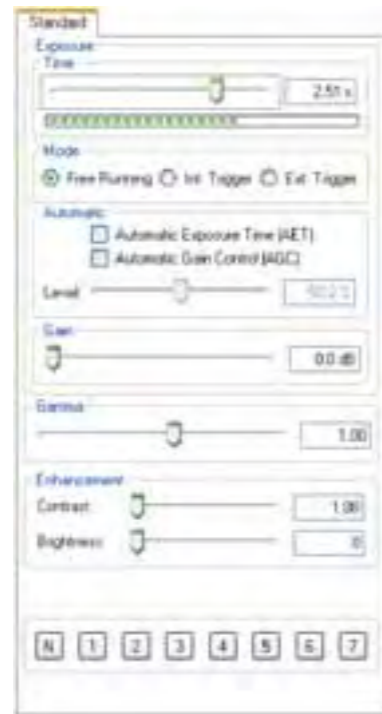 Standard
Exposure
Time
2.51 s
Mode
Free Running Int. Trigger Ext. Trigger
Automatic
Automatic Exposure Time (AET)
Automatic Gain Control (AGC)
Level
Gain
0.0 dB
Gamma
1.00
Enhancement
Contrast
Brightness 0
N 1 2 3 4 5 6 7